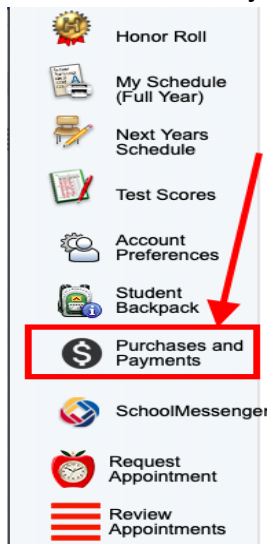 Honor Roll
My Schedule
(Full Year)
Next Years
Schedule
Test Scores
Account
Preferences
Student
Backpack
Purchases and
Payments
SchoolMessenger
Request
Appointment
Review
Appointments